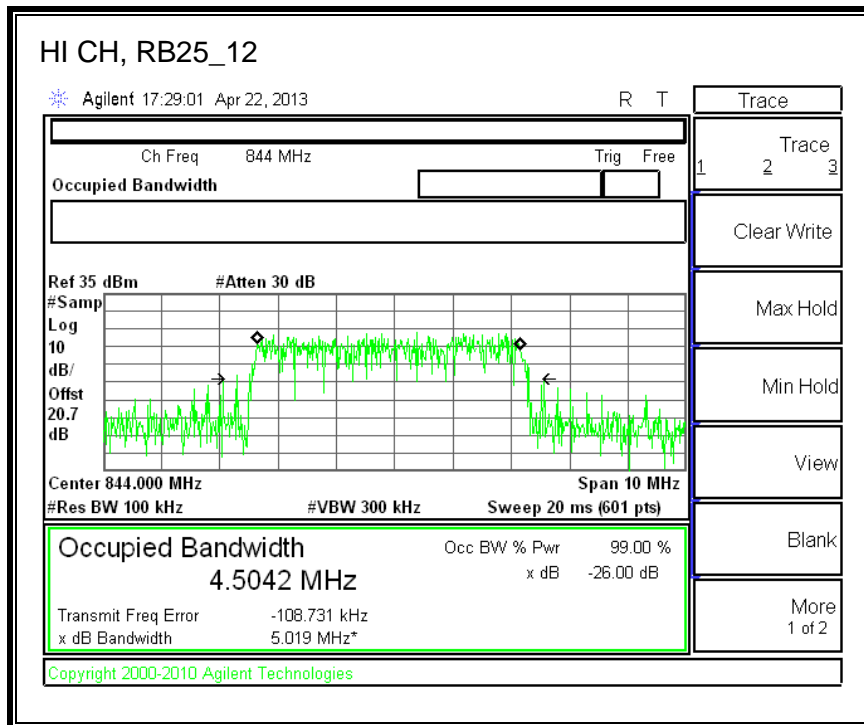 HI CH, RB25_12
Agilent 17:29:01 Apr 22, 2013 R T
Trace
Ch Freq 844 MHz Trig Free
Occupied Bandwidth
Trace
1 2 3
Clear Write
Max Hold
Min Hold
View
Blank
More
1 of 2
Ref 35 dBm #Atten 30 dB
#Samp
Log
10
dB/
Offst
20.7
dB
Center 844.000 MHz Span 10 MHz
#Res BW 100 kHz #VBW 300 kHz Sweep 20 ms (601 pts)
Occupied Bandwidth Occ BW % Pwr 99.00 %
4.5042 MHz x dB -26.00 dB
Transmit Freq Error -108.731 kHz
x dB Bandwidth 5.019 MHz*
Copyright 2000-2010 Agilent Technologies